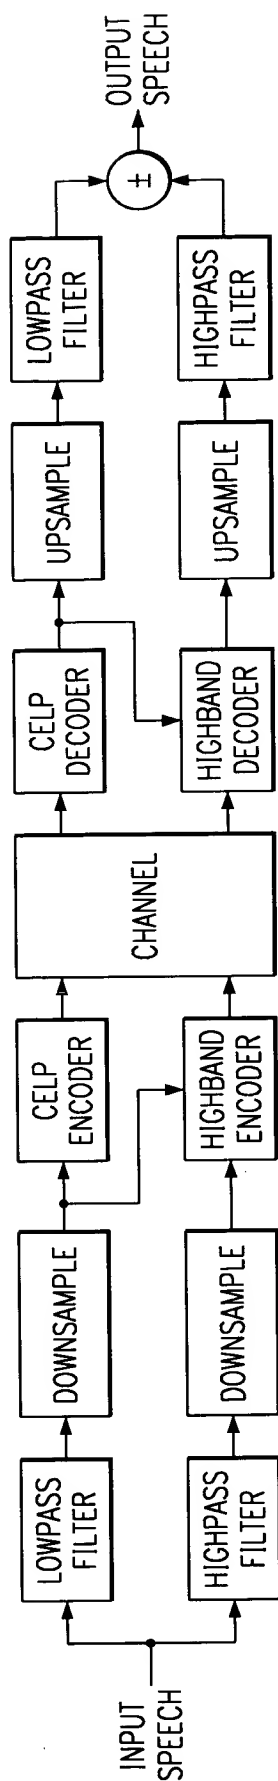 INPUT
SPEECH
LOWPASS
FILTER
DOWNSAMPLE
CELP
ENCODER
HIGHPASS
FILTER
DOWNSAMPLE
HIGHBAND
ENCODER
CHANNEL
CELP
DECODER
UPSAMPLE
LOWPASS
FILTER
HIGHBAND
DECODER
UPSAMPLE
HIGHPASS
FILTER
±
OUTPUT
SPEECH